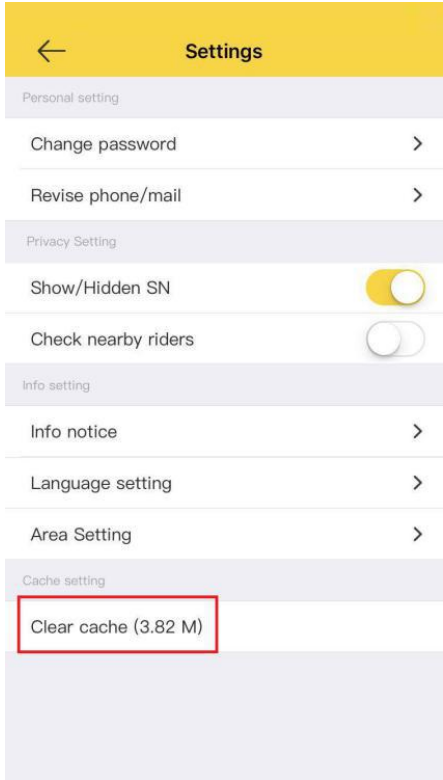 Settings
Personal setting
Change password
Revise phone/mail
Privacy Setting
Show/Hidden SN
Check nearby riders
Info setting
Info notice
Language setting
Area Setting
Cache setting
Clear cache (3.82 M)